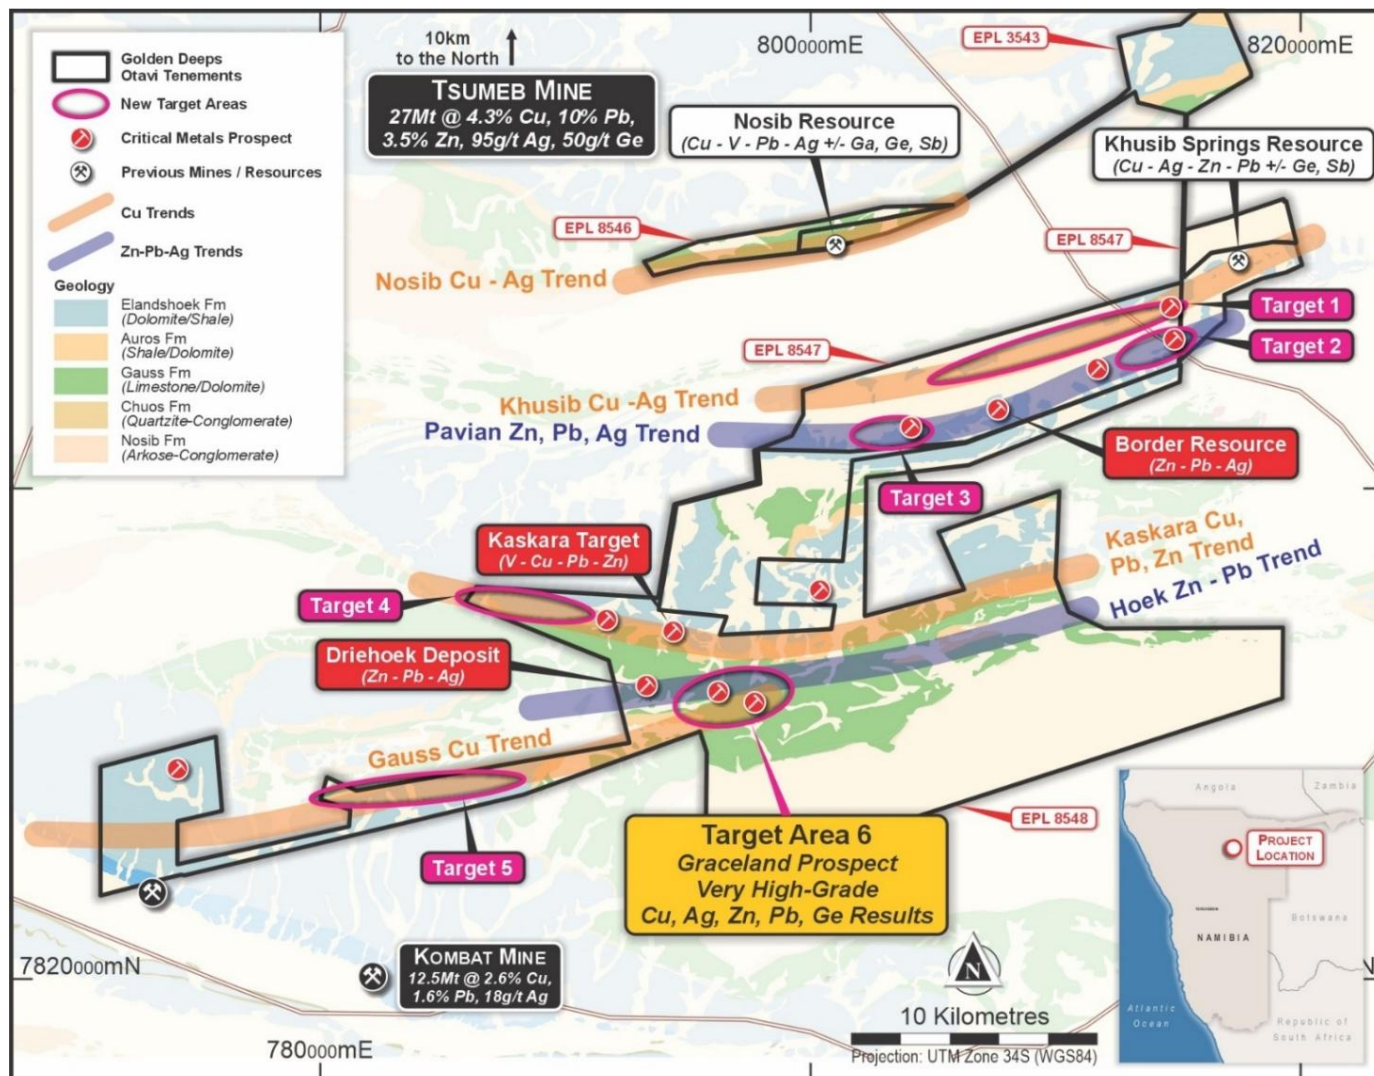 10km
to the North
800000mE
EPL 3543
820000mE
Golden Deeps
Otavi Tenements
New Target Areas
Critical Metals Prospect
Previous Mines / Resources
Cu Trends
Zn-Pb-Ag Trends
Geology
Elandshoek Fm
(Dolomite/Shale)
Auros Fm
(Shale/Dolomite)
Gauss Fm
(Limestone/Dolomite)
Chuos Fm
(Quartzite-Conglomerate)
Nosib Fm
(Arkose-Conglomerate)
TSUMEB MINE
27Mt @ 4.3% Cu, 10% Pb,
3.5% Zn, 95g/t Ag, 50g/t Ge
Nosib Resource
(Cu - V - Pb - Ag +/- Ga, Ge, Sb)
Khusib Springs Resource
(Cu - Ag - Zn - Pb +/- Ge, Sb)
EPL 8546
EPL 8547
Nosib Cu - Ag Trend
Target 1
EPL 8547
Target 2
Khusib Cu -Ag Trend
Pavian Zn, Pb, Ag Trend
Border Resource
(Zn - Pb - Ag)
Target 3
Kaskara Target
(V - Cu - Pb - Zn)
Kaskara Cu,
Pb, Zn Trend
Hoek Zn - Pb Trend
Target 4
Driehoek Deposit
(Zn - Pb - Ag)
Gauss Cu Trend
EPL 8548
Target Area 6
Graceland Prospect
Very High-Grade
Cu, Ag, Zn, Pb, Ge Results
Target 5
KOMBAT MINE
12.5Mt @ 2.6% Cu,
1.6% Pb, 18g/t Ag
7820000mN
780000mE
N
10 Kilometres
Projection: UTM Zone 34S (WGS84)
Angola
Zambia
PROJECT
LOCATION
Botswana
NAMIBIA
Atlantic
Ocean
Republic of
South Africa
N